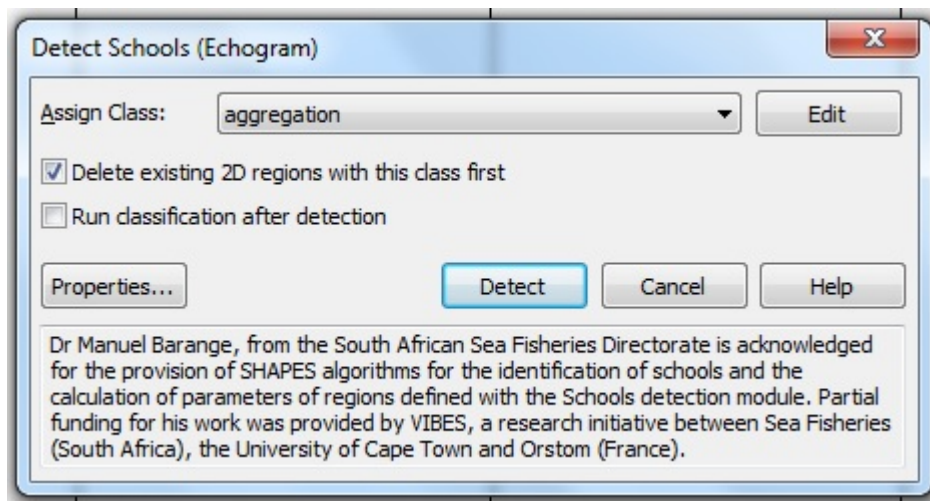 Detect Schools (Echogram)
Assign Class: aggregation Edit
Delete existing 2D regions with this class first
Run classification after detection
Properties... Detect Cancel Help
Dr Manuel Barange, from the South African Sea Fisheries Directorate is acknowledged
for the provision of SHAPES algorithms for the identification of schools and the
calculation of parameters of regions defined with the Schools detection module. Partial
funding for his work was provided by VIBES, a research initiative between Sea Fisheries
(South Africa), the University of Cape Town and Orstom (France).